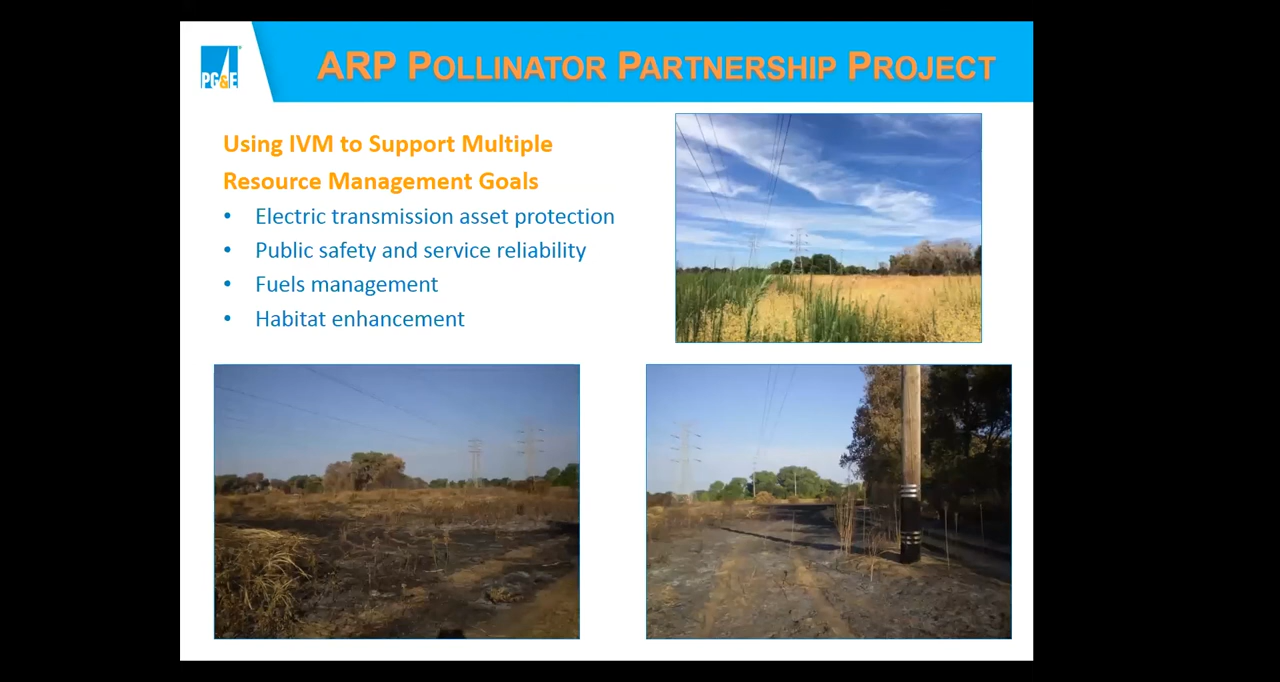 PG&E
ARP POLLINATOR PARTNERSHIP PROJECT
Using IVM to Support Multiple
Resource Management Goals
• Electric transmission asset protection
• Public safety and service reliability
• Fuels management
• Habitat enhancement